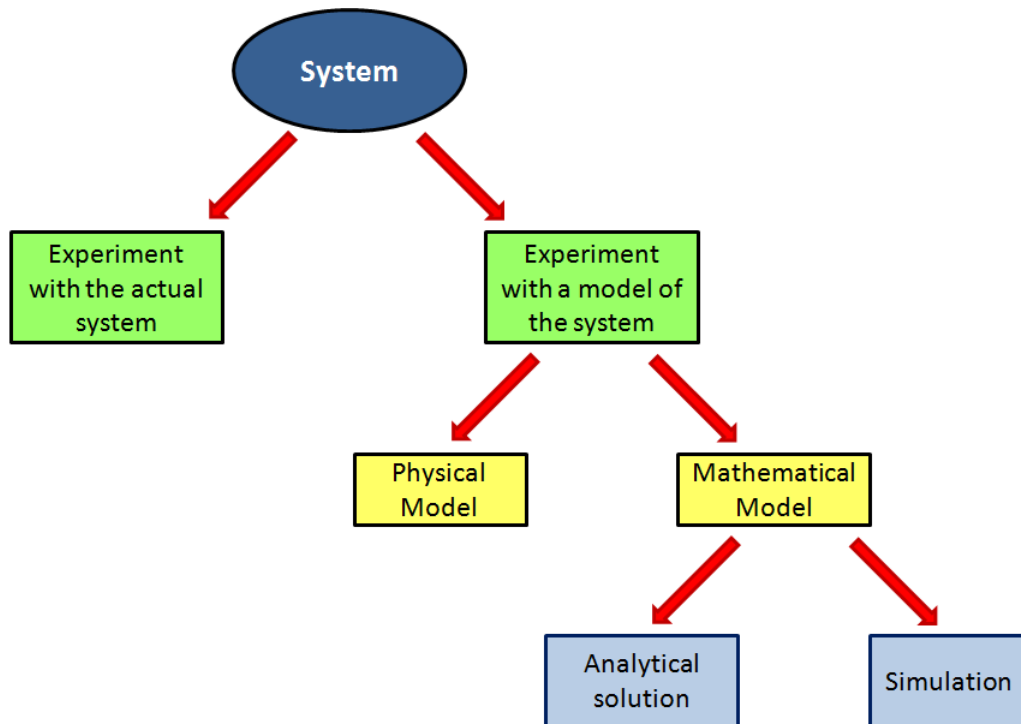 System
Experiment
with the actual
system
Experiment
with a model of
the system
Physical
Model
Mathematical
Model
Analytical
solution
Simulation